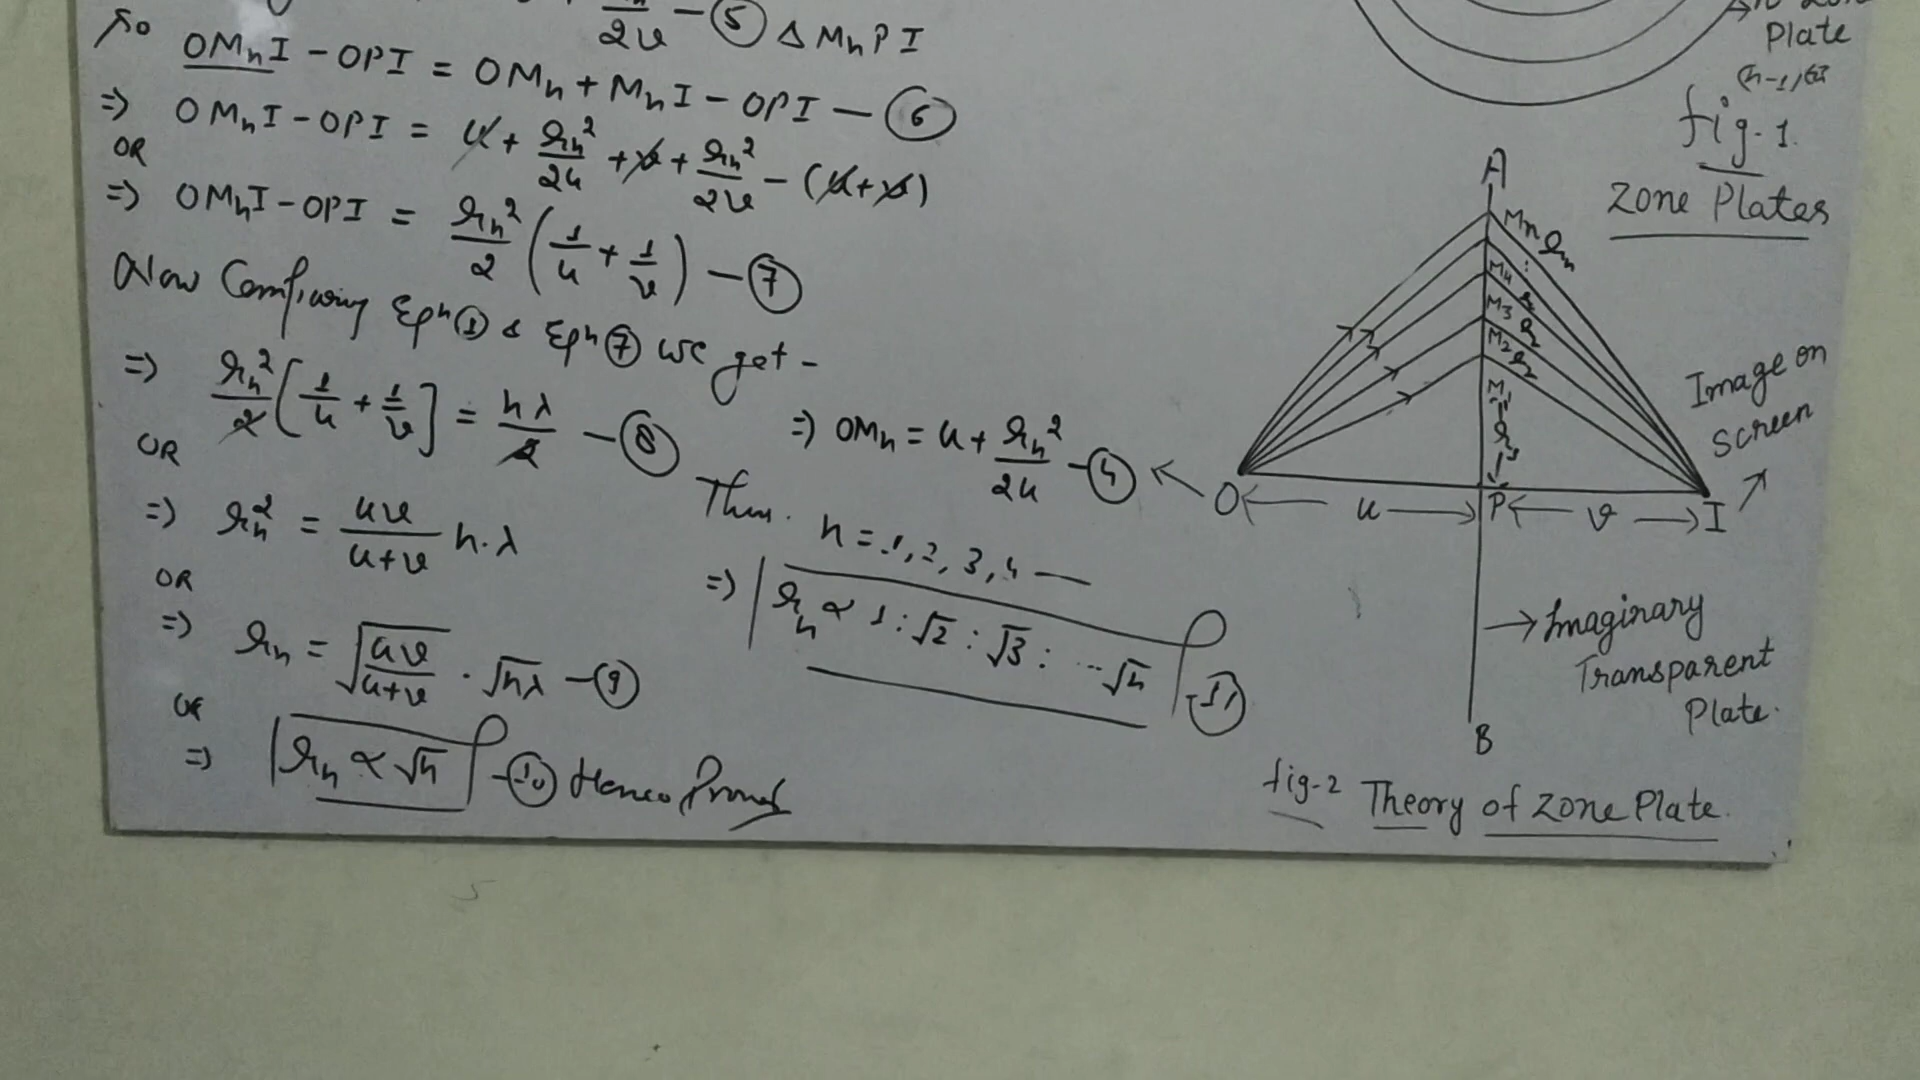 2v — ⑤ Δ MₙPI
So OMₙI - OPI = OMₙ + MₙI - OPI — ⑥
⇒ OMₙI - OPI = u + rₙ²/2u + v + rₙ²/2v - (u+v)
OR
⇒ OMₙI - OPI = rₙ²/2 (1/u + 1/v) — ⑦
Now Comparing Eqⁿ ① & Eqⁿ ⑦ we get -
⇒ rₙ²/2 [1/u + 1/v] = nλ/2 — ⑧
OR
⇒ rₙ² = uv/u+v n.λ
OR
⇒ rₙ = √uv/u+v . √nλ — ⑨
OR
⇒ rₙ ∝ √n — ⑩ Hence Proved
⇒ OMₙ = u + rₙ²/2u — ④
Then. n = 1, 2, 3, 4 —
⇒ rₙ ∝ 1 : √2 : √3 : ... √n — ⑪
Plate
(n-1)
fig-1.
Zone Plates
A
Mₙ rₙ
M₄
M₃
M₂
M₁
Image on
Screen
O u P v I
→ Imaginary
Transparent
Plate.
B
fig-2 Theory of Zone Plate.